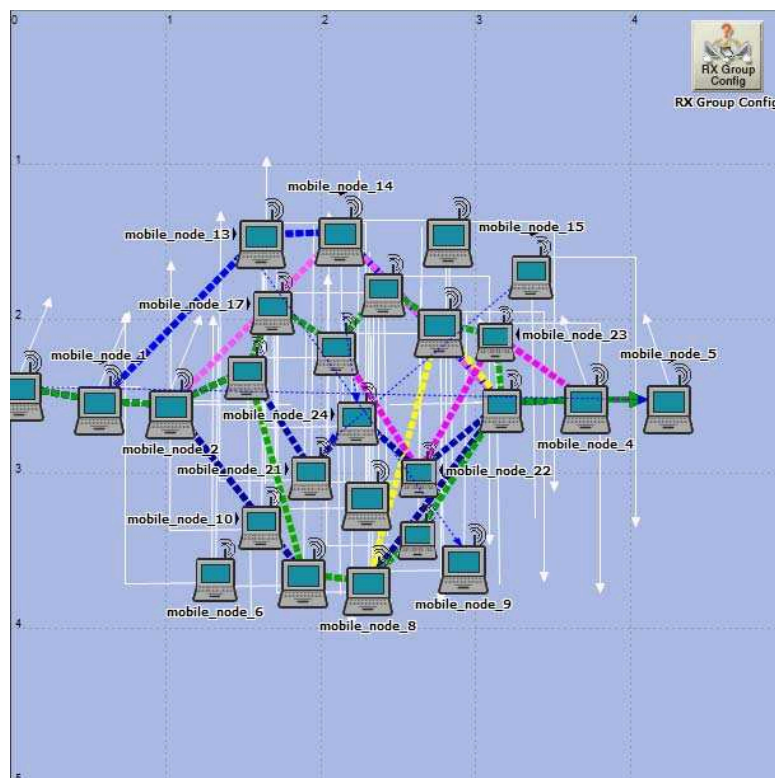 0 1 2 3 4
RX Group
Config
RX Group Config
1
mobile_node_14
mobile_node_13
mobile_node_15
mobile_node_17
2
mobile_node_23
mobile_node_1
mobile_node_5
mobile_node_24
mobile_node_4
mobile_node_2
mobile_node_21
mobile_node_22
3
mobile_node_10
mobile_node_6
mobile_node_9
mobile_node_8
4